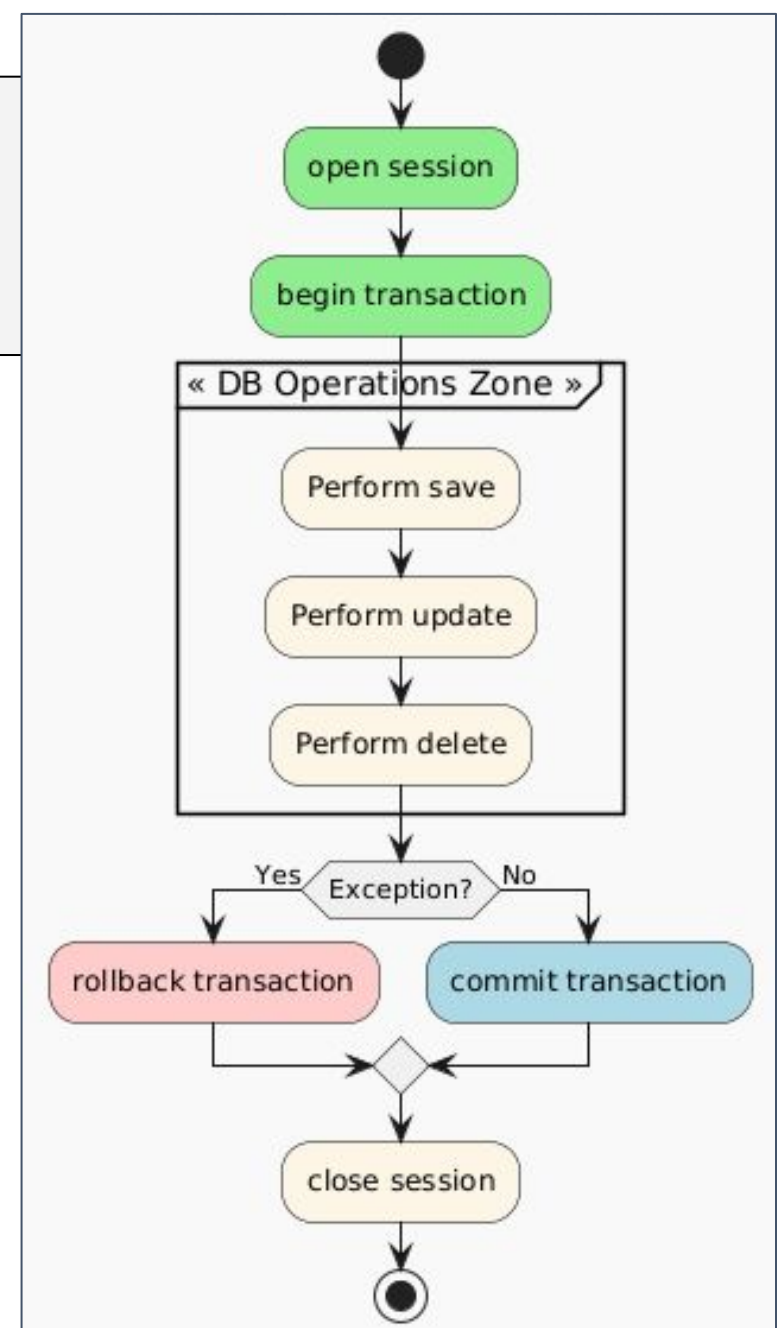 open session
begin transaction
« DB Operations Zone »
Perform save
Perform update
Perform delete
Yes
Exception?
No
rollback transaction
commit transaction
close session